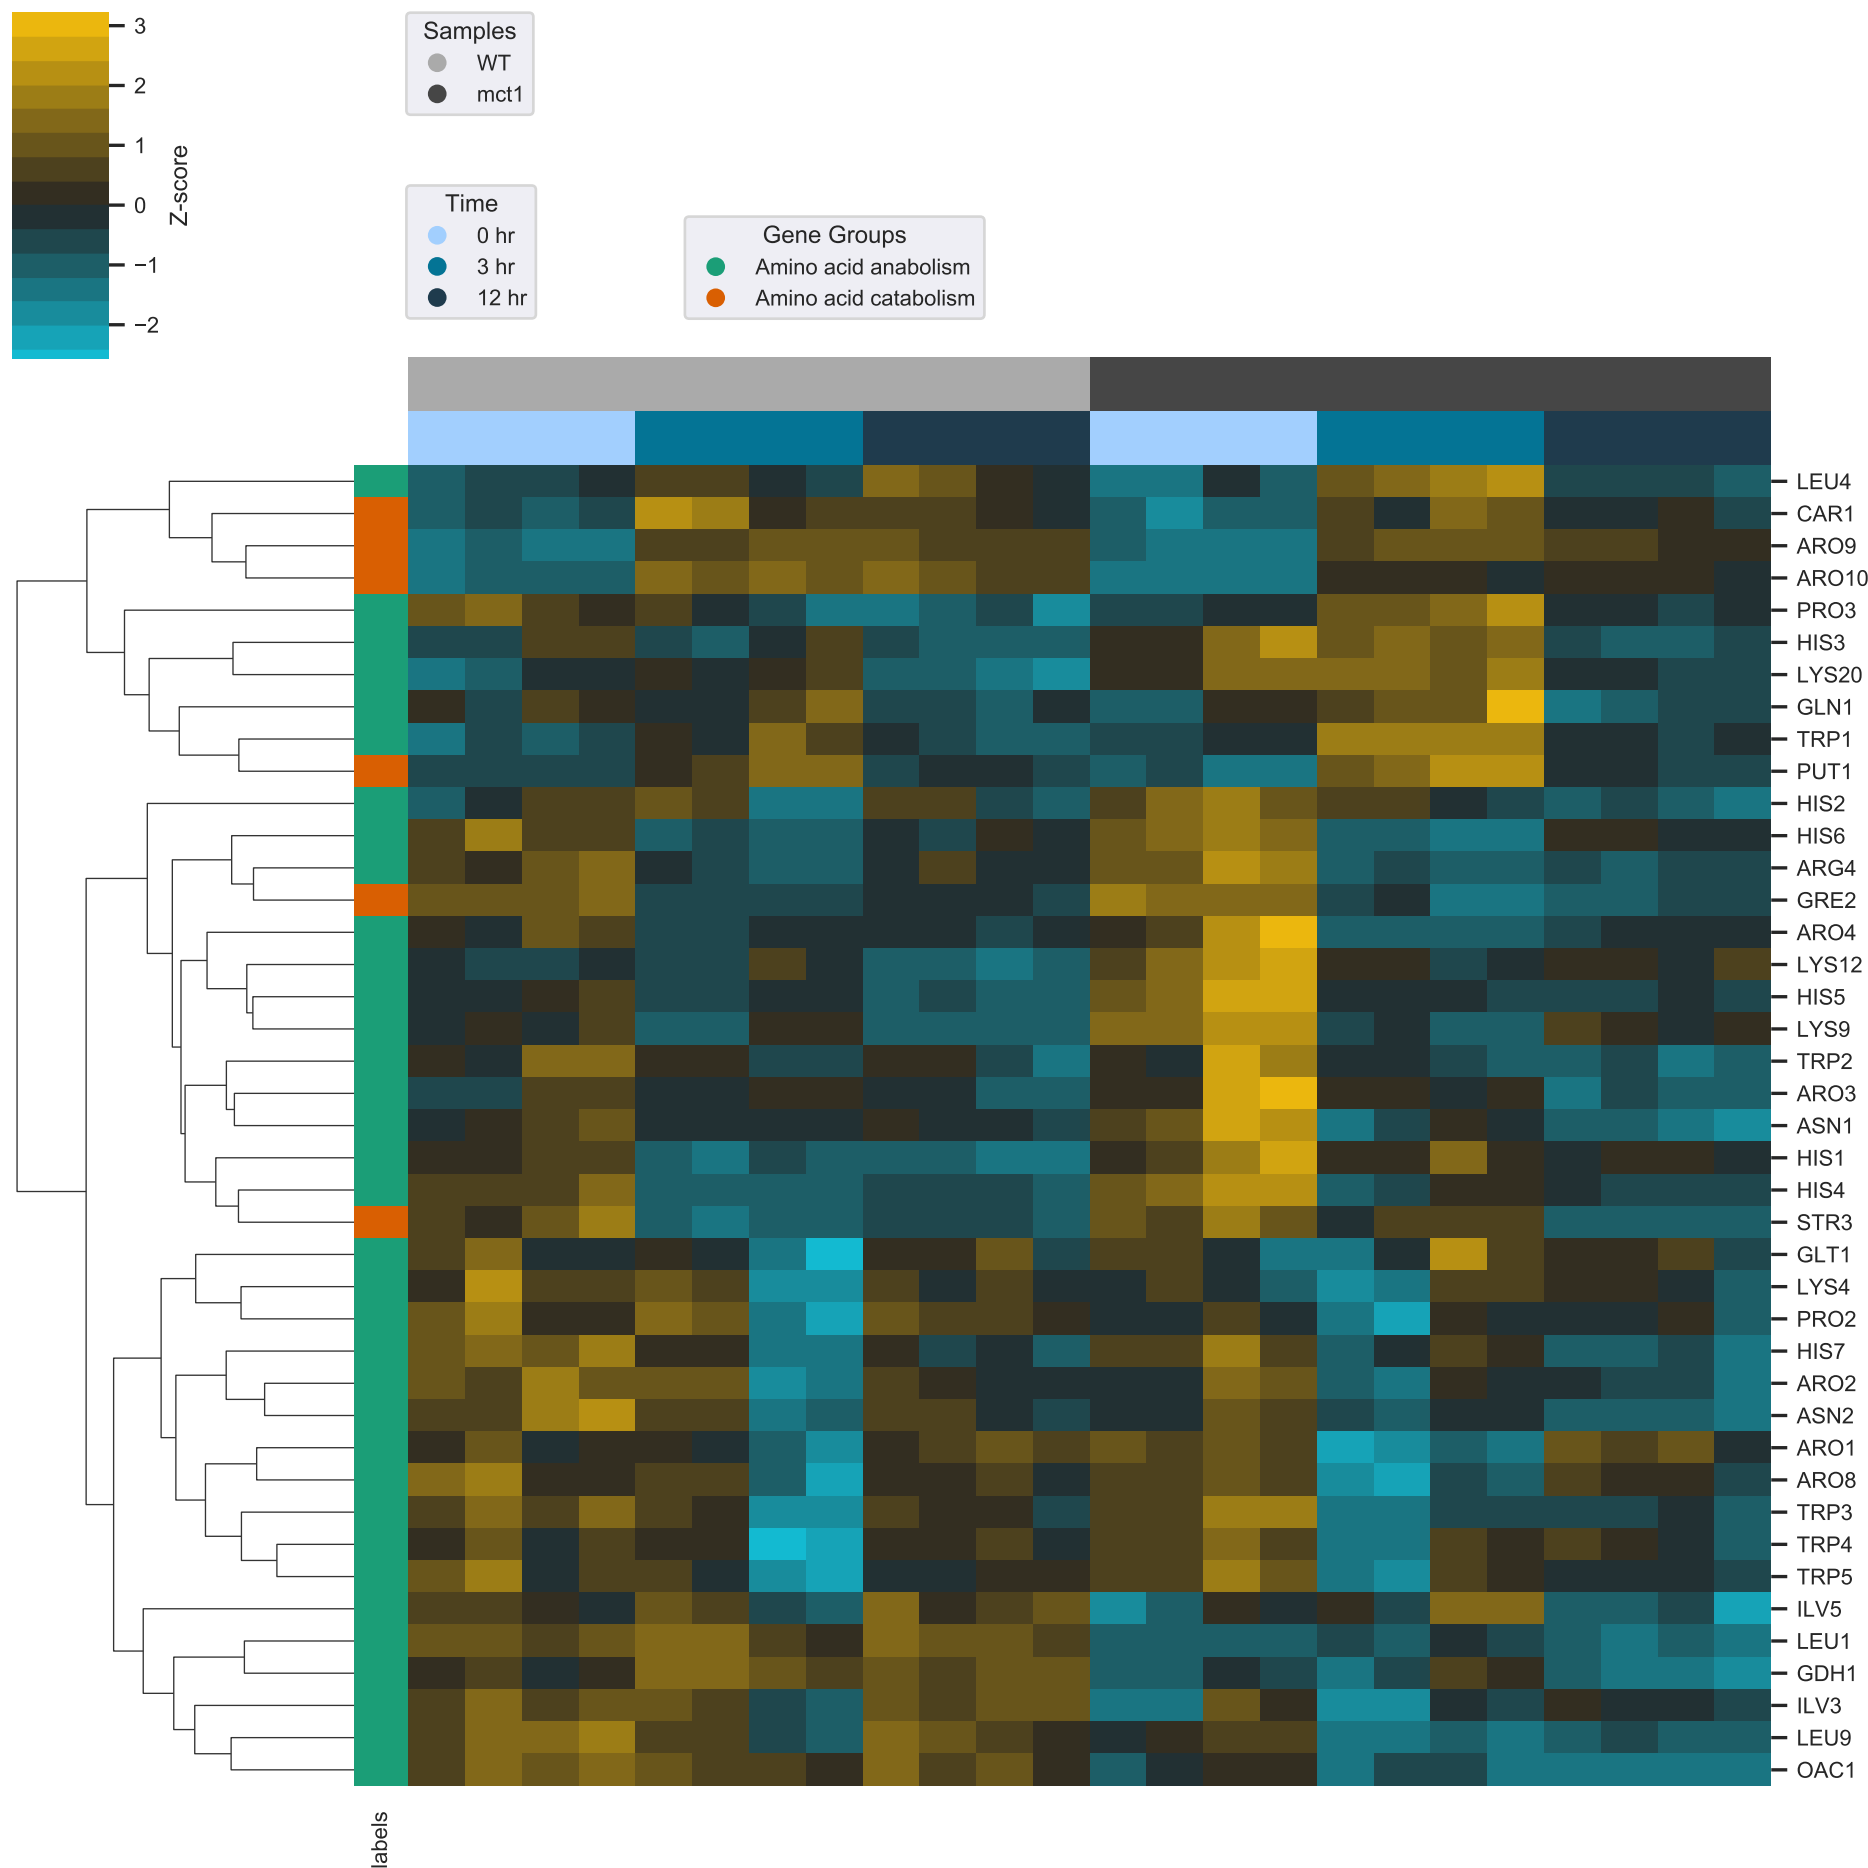 3
2
1
0
−1
−2
Z-score
Samples
WT
mct1
Time
0 hr
3 hr
12 hr
Gene Groups
Amino acid anabolism
Amino acid catabolism
LEU4
CAR1
ARO9
ARO10
PRO3
HIS3
LYS20
GLN1
TRP1
PUT1
HIS2
HIS6
ARG4
GRE2
ARO4
LYS12
HIS5
LYS9
TRP2
ARO3
ASN1
HIS1
HIS4
STR3
GLT1
LYS4
PRO2
HIS7
ARO2
ASN2
ARO1
ARO8
TRP3
TRP4
TRP5
ILV5
LEU1
GDH1
ILV3
LEU9
OAC1
labels